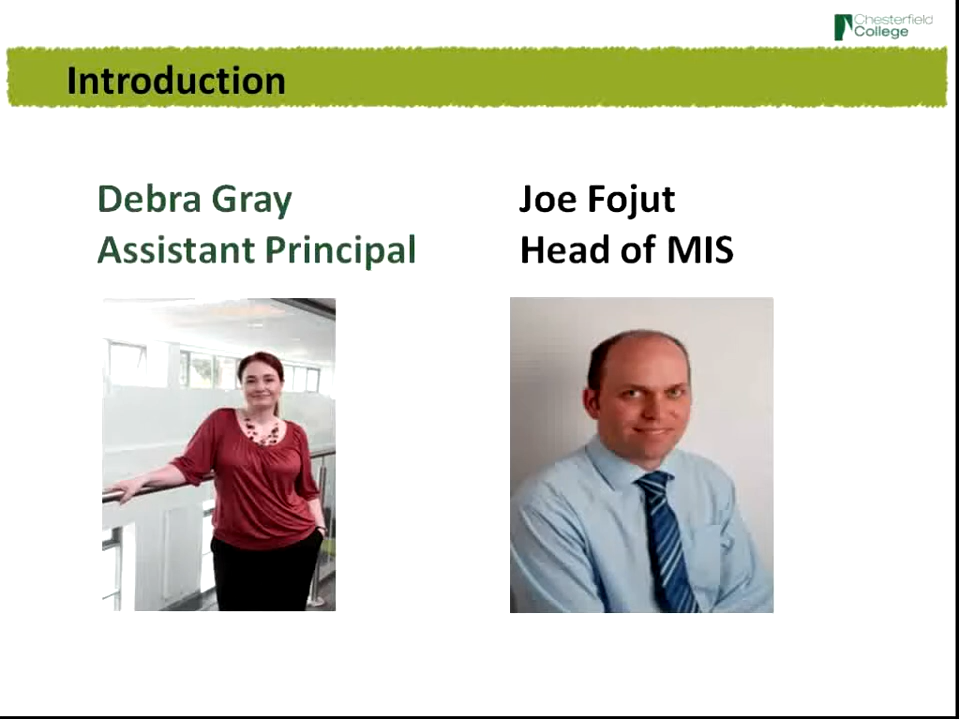 Chesterfield
College
Introduction
Debra Gray
Assistant Principal
Joe Fojut
Head of MIS